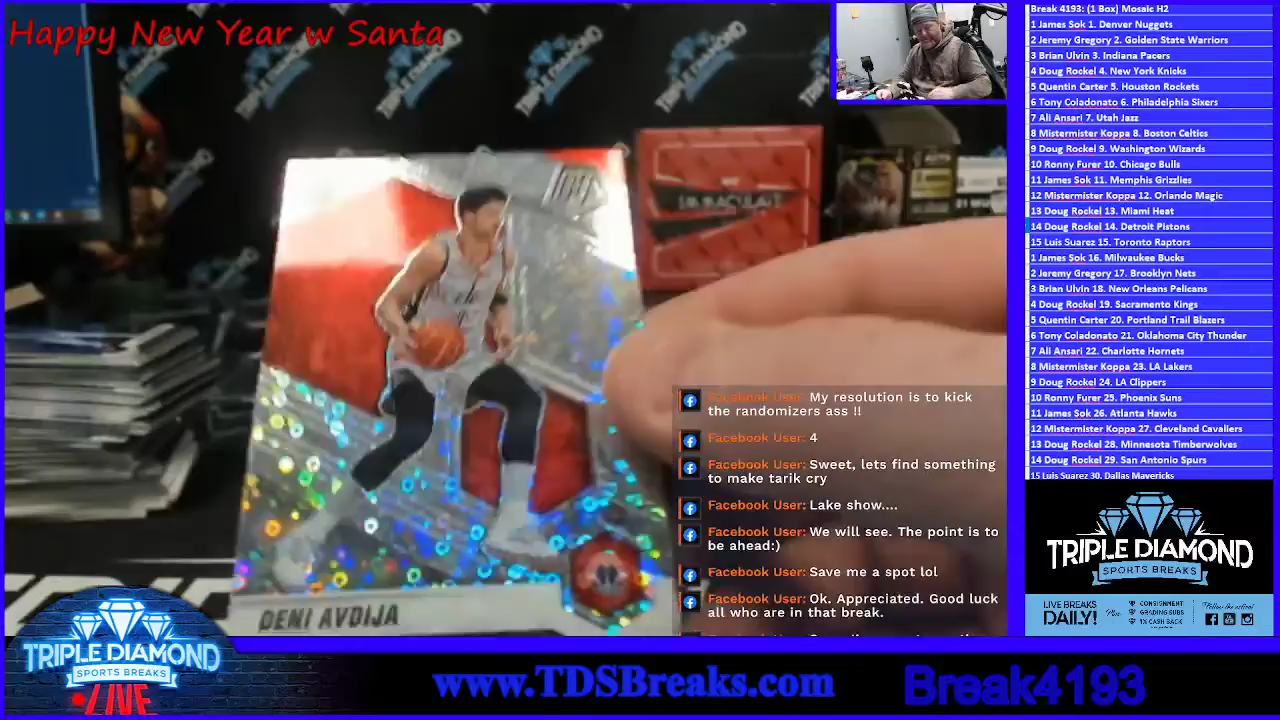 Happy New Year w Santa
IMMACULATE
DENI AVDIJA
Facebook User: My resolution is to kick
the randomizers ass !!
Facebook User: 4
Facebook User: Sweet, lets find something
to make tarik cry
Facebook User: Lake show....
Facebook User: We will see. The point is to
be ahead:)
Facebook User: Save me a spot lol
Facebook User: Ok. Appreciated. Good luck
all who are in that break.
Break 4193: (1 Box) Mosaic H2
1 James Sok 1. Denver Nuggets
2 Jeremy Gregory 2. Golden State Warriors
3 Brian Ulvin 3. Indiana Pacers
4 Doug Rockel 4. New York Knicks
5 Quentin Carter 5. Houston Rockets
6 Tony Coladonato 6. Philadelphia Sixers
7 Ali Ansari 7. Utah Jazz
8 Mistermister Koppa 8. Boston Celtics
9 Doug Rockel 9. Washington Wizards
10 Ronny Furer 10. Chicago Bulls
11 James Sok 11. Memphis Grizzlies
12 Mistermister Koppa 12. Orlando Magic
13 Doug Rockel 13. Miami Heat
14 Doug Rockel 14. Detroit Pistons
15 Luis Suarez 15. Toronto Raptors
1 James Sok 16. Milwaukee Bucks
2 Jeremy Gregory 17. Brooklyn Nets
3 Brian Ulvin 18. New Orleans Pelicans
4 Doug Rockel 19. Sacramento Kings
5 Quentin Carter 20. Portland Trail Blazers
6 Tony Coladonato 21. Oklahoma City Thunder
7 Ali Ansari 22. Charlotte Hornets
8 Mistermister Koppa 23. LA Lakers
9 Doug Rockel 24. LA Clippers
10 Ronny Furer 25. Phoenix Suns
11 James Sok 26. Atlanta Hawks
12 Mistermister Koppa 27. Cleveland Cavaliers
13 Doug Rockel 28. Minnesota Timberwolves
14 Doug Rockel 29. San Antonio Spurs
15 Luis Suarez 30. Dallas Mavericks
TRIPLE DIAMOND
SPORTS BREAKS
LIVE BREAKS
DAILY!
Plus
CONSIGNMENT
GRADING SUBS
1% CASH BACK
Follow the action!
TRIPLE DIAMOND
SPORTS BREAKS
LIVE
www.TDSBreaks.com
Break4193